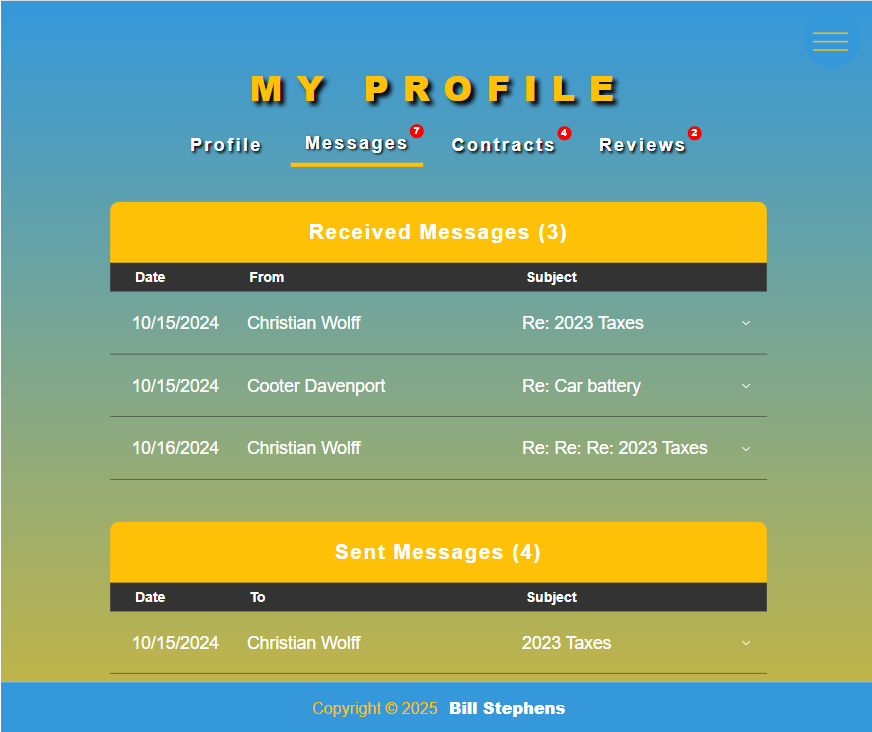 MY PROFILE
Profile Messages 7 Contracts 4 Reviews 2
Received Messages (3)
Date From Subject
10/15/2024 Christian Wolff Re: 2023 Taxes
10/15/2024 Cooter Davenport Re: Car battery
10/16/2024 Christian Wolff Re: Re: Re: 2023 Taxes
Sent Messages (4)
Date To Subject
10/15/2024 Christian Wolff 2023 Taxes
Copyright © 2025 Bill Stephens